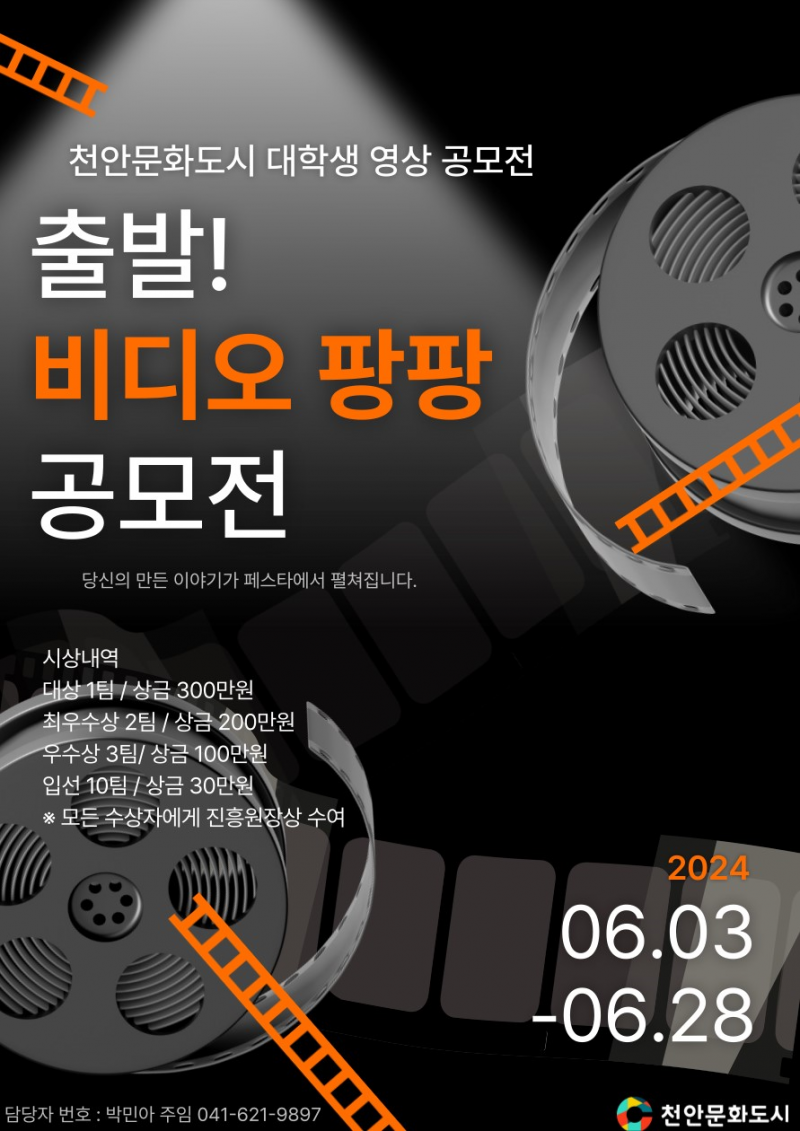 천안문화도시 대학생 영상 공모전
출발!
비디오 팡팡
공모전
당신의 만든 이야기가 페스타에서 펼쳐집니다.
시상내역
대상 1팀 / 상금 300만원
최우수상 2팀 / 상금 200만원
우수상 3팀/ 상금 100만원
입선 10팀 / 상금 30만원
※ 모든 수상자에게 진흥원장상 수여
2024
06.03
-06.28
담당자 번호 : 박민아 주임 041-621-9897
천안문화도시